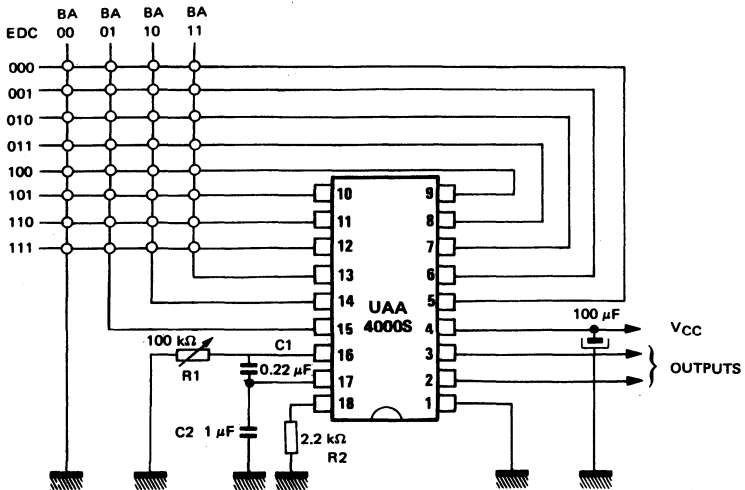 BA BA BA BA
EDC 00 01 10 11
000
001
010
011
100
101
110
111
10 9
11 8
12 7
13 6
14 5
15 4
16 3
17 2
18 1
UAA
4000S
100 µF
VCC
OUTPUTS
100 kΩ
R1
C1
0.22 µF
C2 1 µF
2.2 kΩ
R2